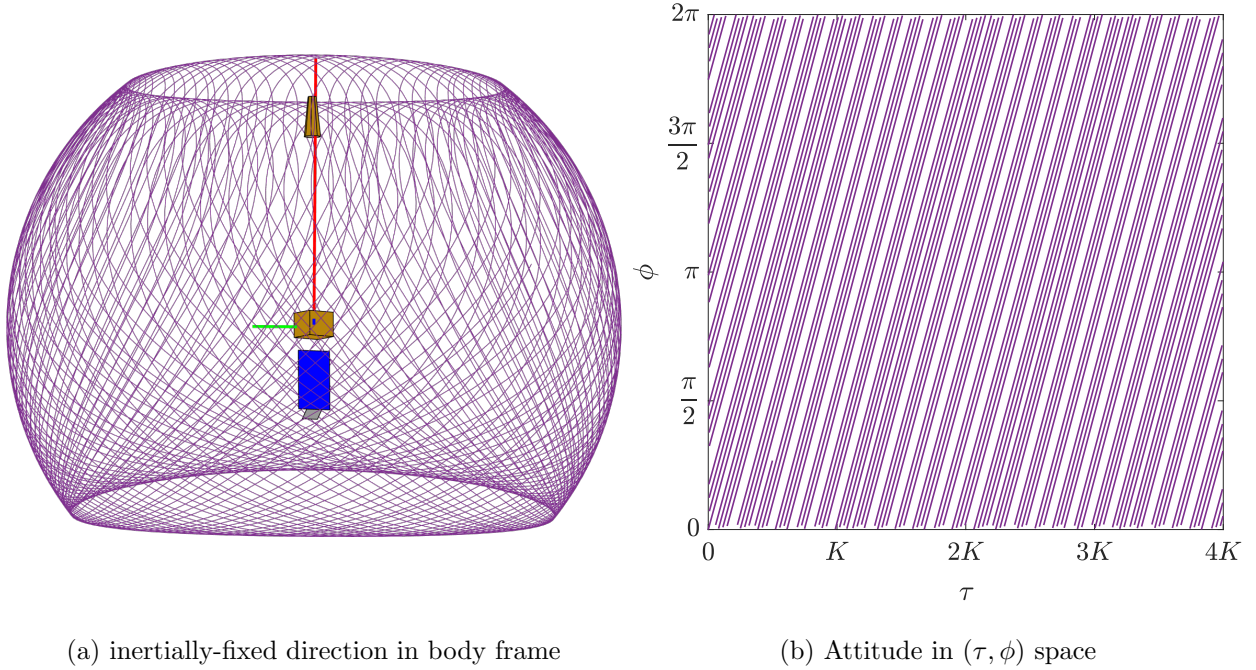 2π
3π
2
π
π
2
0
ϕ
0 K 2K 3K 4K
τ
(a) inertially-fixed direction in body frame
(b) Attitude in (τ, ϕ) space